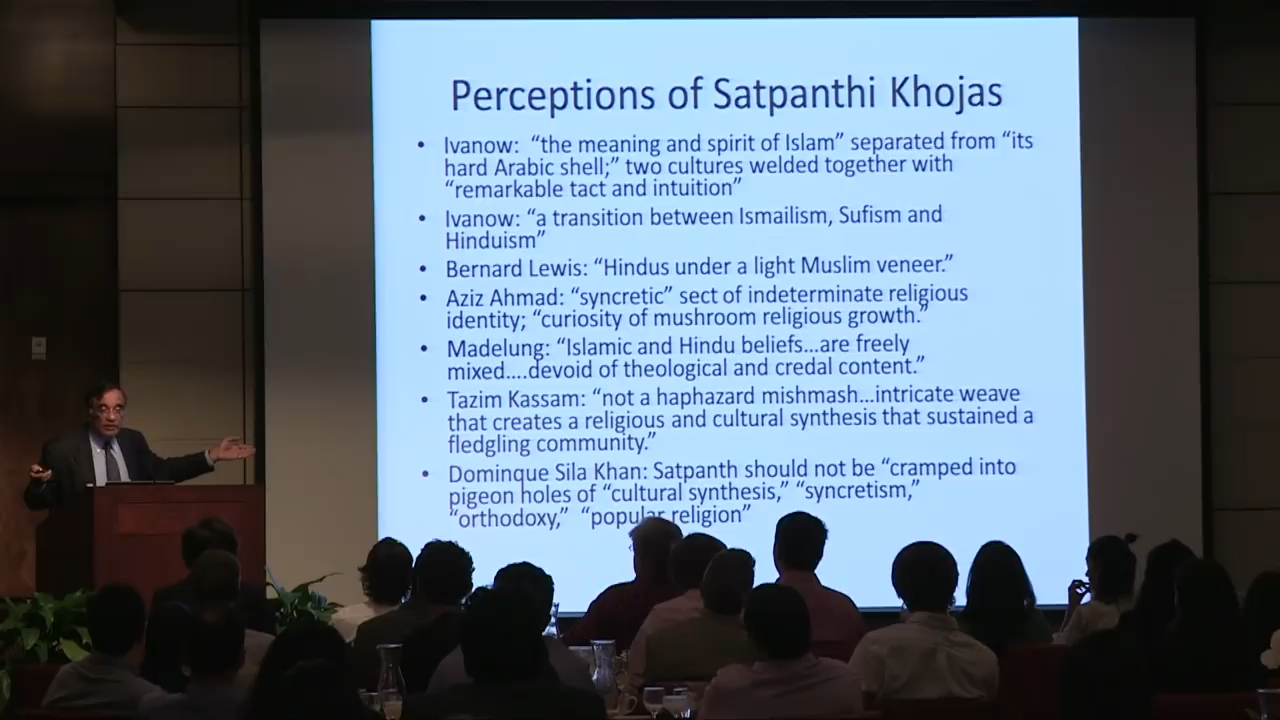 Perceptions of Satpanthi Khojas
• Ivanow: “the meaning and spirit of Islam” separated from “its
hard Arabic shell;” two cultures welded together with
“remarkable tact and intuition”
• Ivanow: “a transition between Ismailism, Sufism and
Hinduism”
• Bernard Lewis: “Hindus under a light Muslim veneer.”
• Aziz Ahmad: “syncretic” sect of indeterminate religious
identity; “curiosity of mushroom religious growth.”
• Madelung: “Islamic and Hindu beliefs...are freely
mixed....devoid of theological and credal content.”
• Tazim Kassam: “not a haphazard mishmash...intricate weave
that creates a religious and cultural synthesis that sustained a
fledgling community.”
• Dominque Sila Khan: Satpanth should not be “cramped into
pigeon holes of “cultural synthesis,” “syncretism,”
“orthodoxy,” “popular religion”